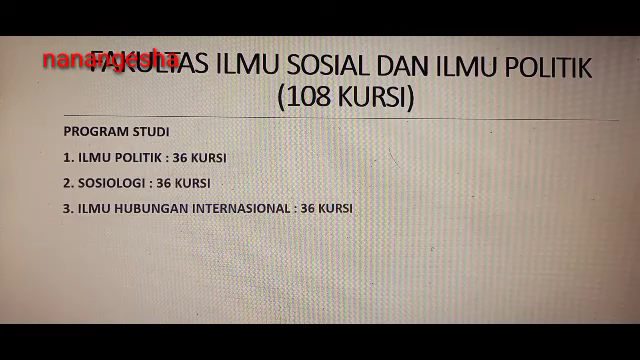 nanangesha
FAKULTAS ILMU SOSIAL DAN ILMU POLITIK
(108 KURSI)
PROGRAM STUDI
1. ILMU POLITIK : 36 KURSI
2. SOSIOLOGI : 36 KURSI
3. ILMU HUBUNGAN INTERNASIONAL : 36 KURSI